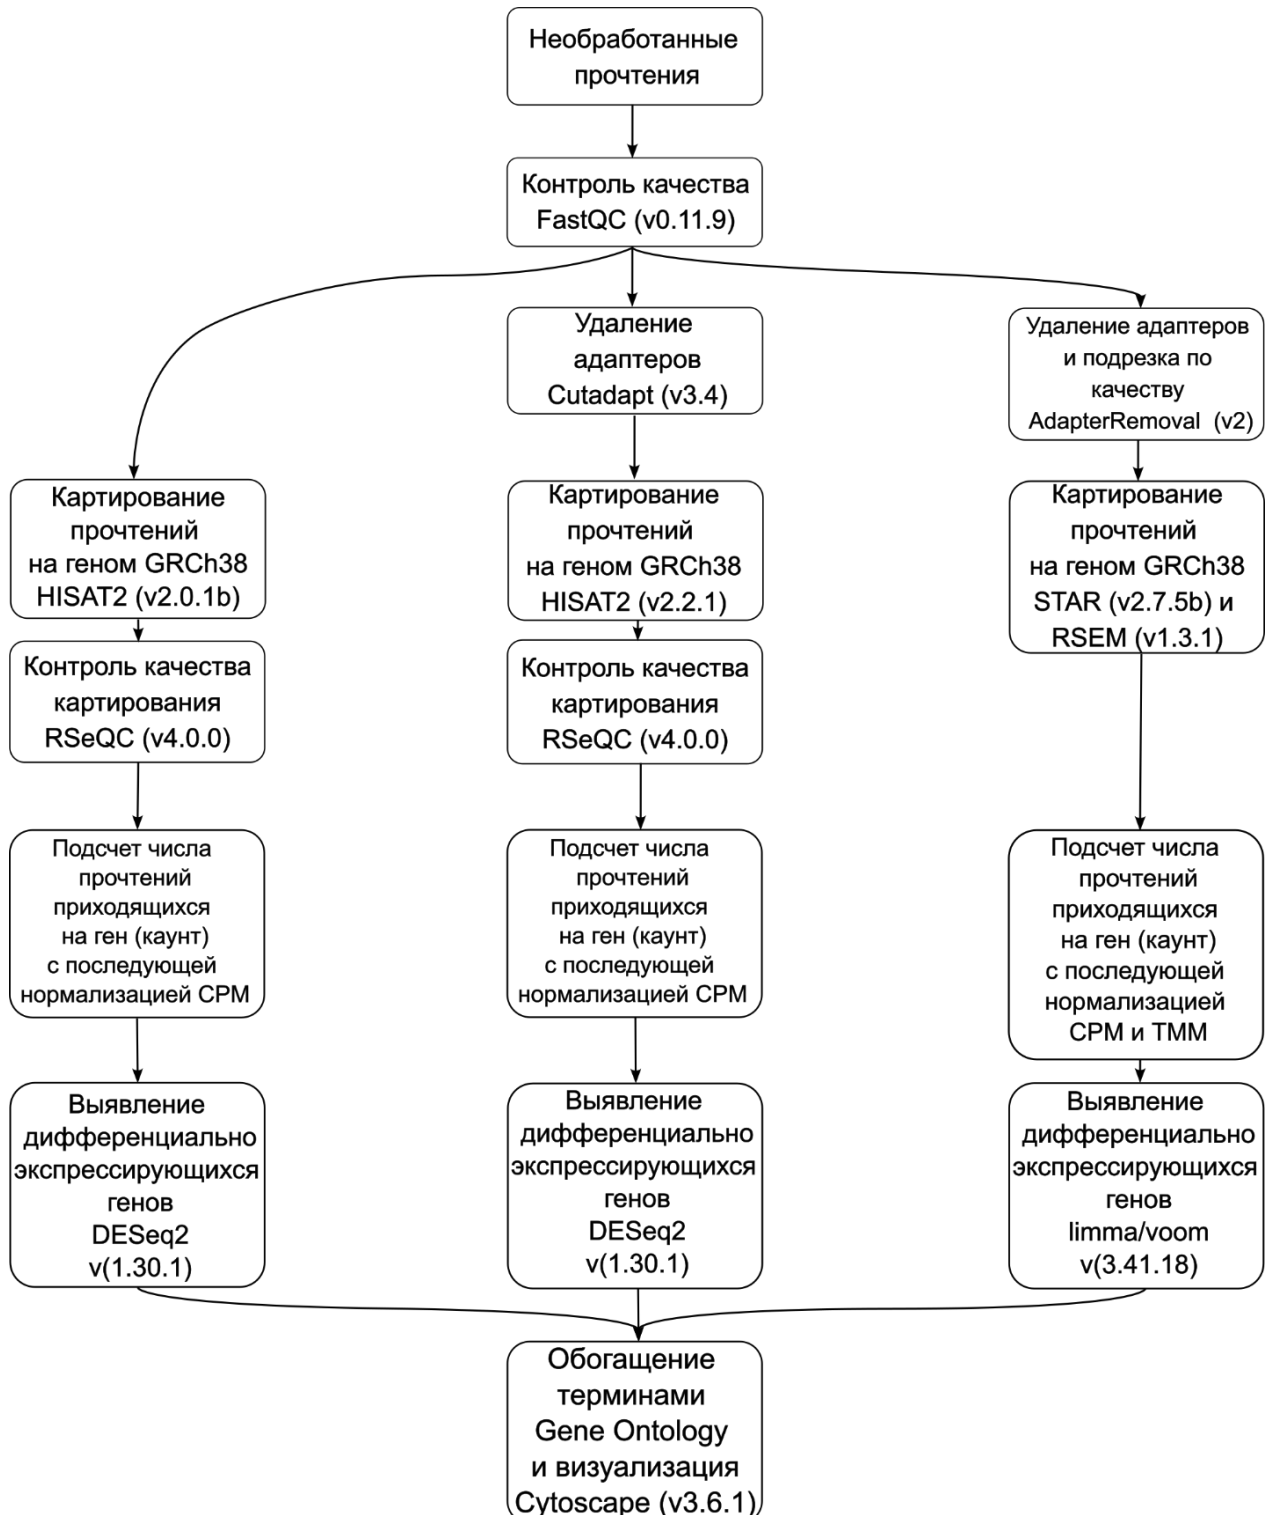 Необработанные
прочтения
Контроль качества
FastQC (v0.11.9)
Удаление
адаптеров
Cutadapt (v3.4)
Удаление адаптеров
и подрезка по
качеству
AdapterRemoval (v2)
Картирование
прочтений
на геном GRCh38
HISAT2 (v2.0.1b)
Картирование
прочтений
на геном GRCh38
HISAT2 (v2.2.1)
Картирование
прочтений
на геном GRCh38
STAR (v2.7.5b) и
RSEM (v1.3.1)
Контроль качества
картирования
RSeQC (v4.0.0)
Контроль качества
картирования
RSeQC (v4.0.0)
Подсчет числа
прочтений
приходящихся
на ген (каунт)
с последующей
нормализацией CPM
Подсчет числа
прочтений
приходящихся
на ген (каунт)
с последующей
нормализацией CPM
Подсчет числа
прочтений
приходящихся
на ген (каунт)
с последующей
нормализацией
CPM и TMM
Выявление
дифференциально
экспрессирующихся
генов
DESeq2
v(1.30.1)
Выявление
дифференциально
экспрессирующихся
генов
DESeq2
v(1.30.1)
Выявление
дифференциально
экспрессирующихся
генов
limma/voom
v(3.41.18)
Обогащение
терминами
Gene Ontology
и визуализация
Cytoscape (v3.6.1)